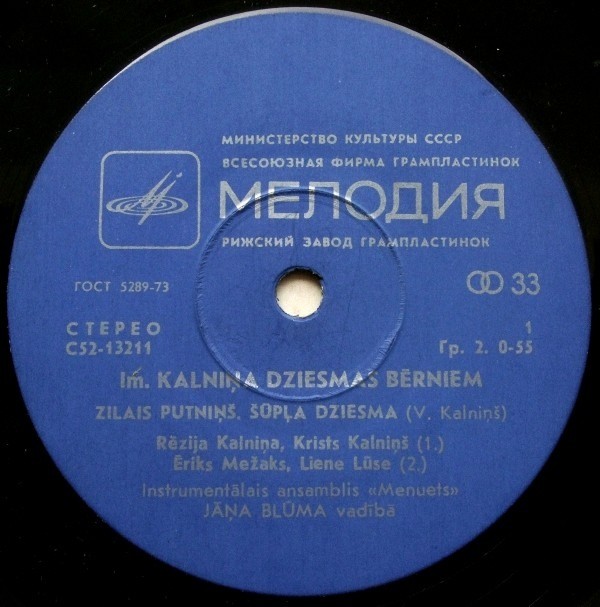 МИНИСТЕРСТВО КУЛЬТУРЫ СССР
ВСЕСОЮЗНАЯ ФИРМА ГРАМПЛАСТИНОК
МЕЛОДИЯ
РИЖСКИЙ ЗАВОД ГРАМПЛАСТИНОК
ГОСТ 5289-73
33
СТЕРЕО 1
С52-13211 Гр. 2. 0-55
Im. KALNIŅA DZIESMAS BĒRNIEM
ZILAIS PUTNIŅŠ. ŠŪPĻA DZIESMA (V. Kalniņš)
Rēzija Kalniņa, Krists Kalniņš (1.)
Ēriks Mežaks, Liene Lūse (2.)
Instrumentālais ansamblis «Menuets»
JĀŅA BLŪMA vadībā